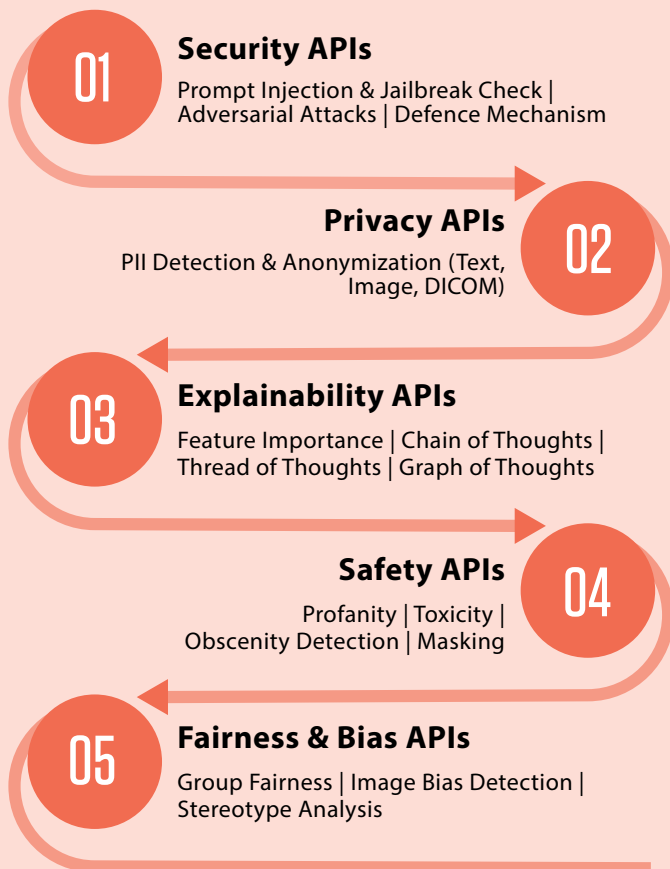 01
Security APIs
Prompt Injection & Jailbreak Check |
Adversarial Attacks | Defence Mechanism
Privacy APIs
02
PII Detection & Anonymization (Text,
Image, DICOM)
03
Explainability APIs
Feature Importance | Chain of Thoughts |
Thread of Thoughts | Graph of Thoughts
Safety APIs
04
Profanity | Toxicity |
Obscenity Detection | Masking
05
Fairness & Bias APIs
Group Fairness | Image Bias Detection |
Stereotype Analysis